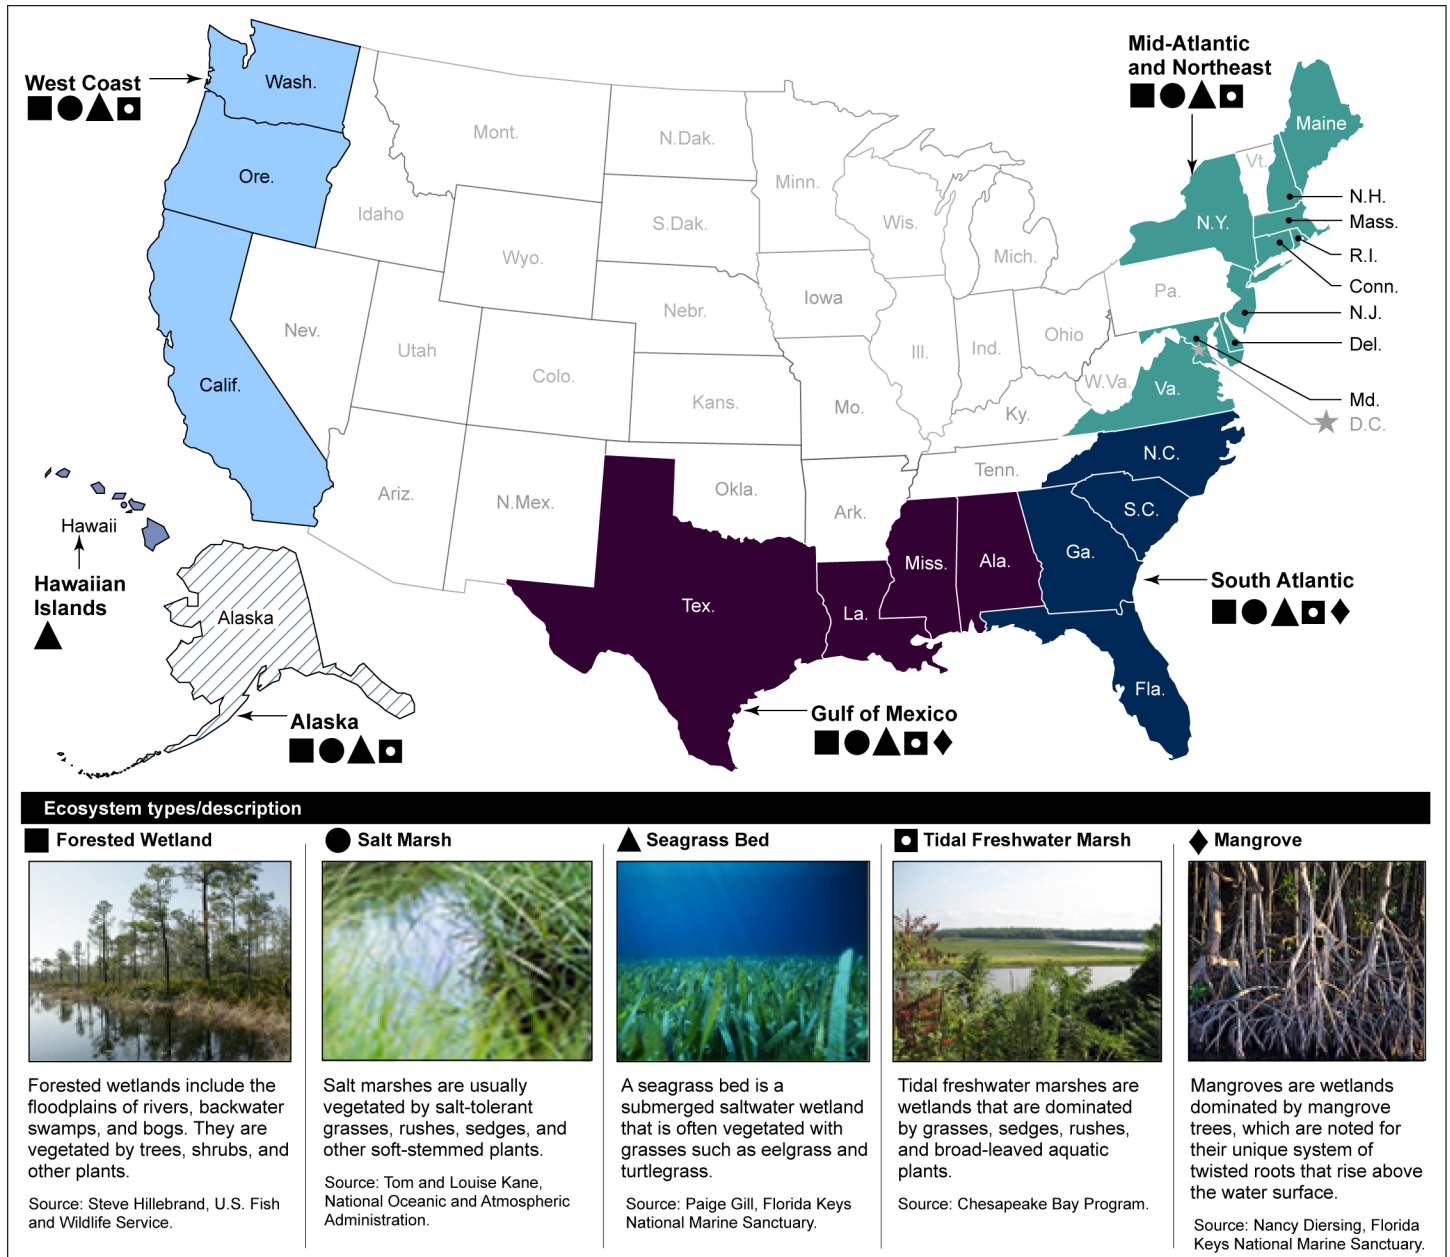 West Coast
Wash.
Ore.
Calif.
Mont.
Idaho
Wyo.
Nev.
Utah
Colo.
Ariz.
N.Mex.
N.Dak.
S.Dak.
Nebr.
Kans.
Okla.
Minn.
Iowa
Mo.
Ark.
Wis.
Ill.
Mich.
Ind.
Ohio
Ky.
Tenn.
W.Va.
Pa.
Vt.
Mid-Atlantic
and Northeast
Maine
N.Y.
N.H.
Mass.
R.I.
Conn.
N.J.
Del.
Md.
D.C.
Va.
N.C.
S.C.
Ga.
Fla.
South Atlantic
Tex.
La.
Miss.
Ala.
Gulf of Mexico
Hawaii
Hawaiian
Islands
Alaska
Alaska
Ecosystem types/description
Forested Wetland
Forested wetlands include the
floodplains of rivers, backwater
swamps, and bogs. They are
vegetated by trees, shrubs, and
other plants.
Source: Steve Hillebrand, U.S. Fish
and Wildlife Service.
Salt Marsh
Salt marshes are usually
vegetated by salt-tolerant
grasses, rushes, sedges, and
other soft-stemmed plants.
Source: Tom and Louise Kane,
National Oceanic and Atmospheric
Administration.
Seagrass Bed
A seagrass bed is a
submerged saltwater wetland
that is often vegetated with
grasses such as eelgrass and
turtlegrass.
Source: Paige Gill, Florida Keys
National Marine Sanctuary.
Tidal Freshwater Marsh
Tidal freshwater marshes are
wetlands that are dominated
by grasses, sedges, rushes,
and broad-leaved aquatic
plants.
Source: Chesapeake Bay Program.
Mangrove
Mangroves are wetlands
dominated by mangrove
trees, which are noted for
their unique system of
twisted roots that rise above
the water surface.
Source: Nancy Diersing, Florida
Keys National Marine Sanctuary.